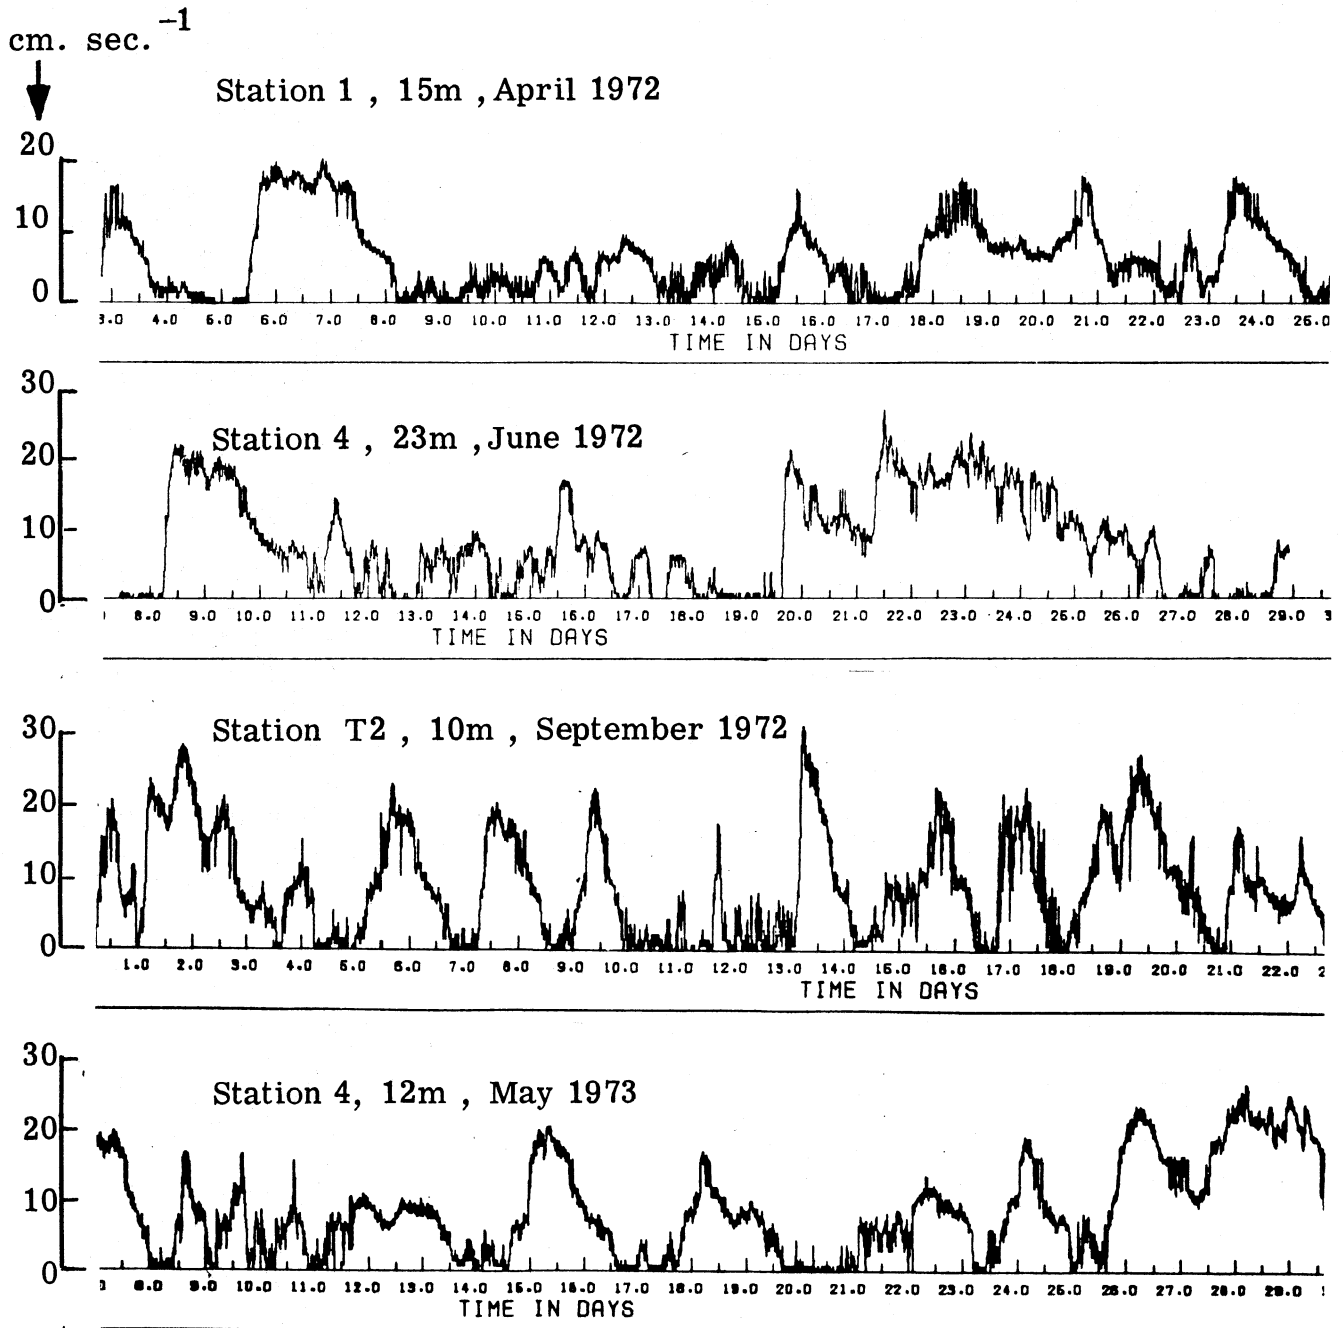 cm. sec. −1
Station 1 , 15m , April 1972
20
10
0
3.0 4.0 5.0 6.0 7.0 8.0 9.0 10.0 11.0 12.0 13.0 14.0 15.0 16.0 17.0 18.0 19.0 20.0 21.0 22.0 23.0 24.0 26.0
TIME IN DAYS
30
Station 4 , 23m , June 1972
20
10
0
8.0 9.0 10.0 11.0 12.0 13.0 14.0 15.0 16.0 17.0 18.0 19.0 20.0 21.0 22.0 23.0 24.0 25.0 26.0 27.0 28.0 29.0 3
TIME IN DAYS
30
Station T2 , 10m , September 1972
20
10
0
1.0 2.0 3.0 4.0 5.0 6.0 7.0 8.0 9.0 10.0 11.0 12.0 13.0 14.0 15.0 16.0 17.0 18.0 19.0 20.0 21.0 22.0 2
TIME IN DAYS
30
Station 4, 12m , May 1973
20
10
0
8.0 9.0 10.0 11.0 12.0 13.0 14.0 15.0 16.0 17.0 18.0 19.0 20.0 21.0 22.0 23.0 24.0 25.0 26.0 27.0 28.0 29.0
TIME IN DAYS